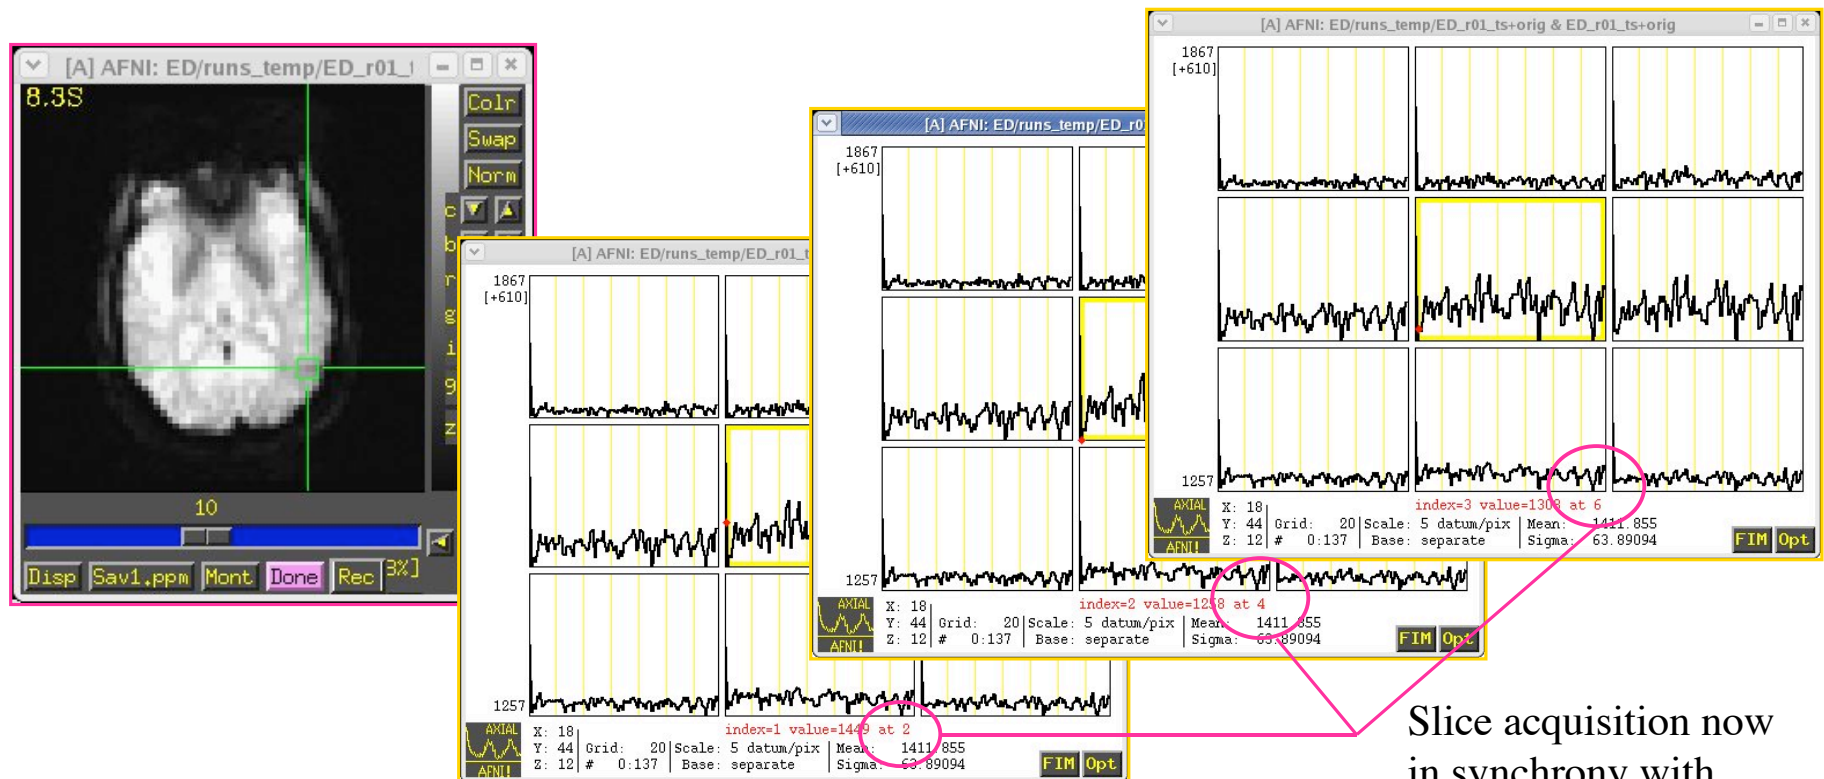 [A] AFNI: ED/runs_temp/ED_r01_t
8.3S
Colr
Swap
Norm
c
b
r
g
i
9
z
10
Disp Sav1.ppm Mont Done Rec 3%]
[A] AFNI: ED/runs_temp/ED_r01_t
1867
[+610]
1257
AXIAL
AFNI!
index=1 value=1449 at 2
X: 18
Y: 44 Grid: 20 Scale: 5 datum/pix Mean: 1411.855
Z: 12 # 0:137 Base: separate Sigma: 63.89094
FIM Opt
[A] AFNI: ED/runs_temp/ED_r0
1867
[+610]
1257
AXIAL
AFNI!
index=2 value=1258 at 4
X: 18
Y: 44 Grid: 20 Scale: 5 datum/pix Mean: 1411.855
Z: 12 # 0:137 Base: separate Sigma: 63.89094
FIM Opt
[A] AFNI: ED/runs_temp/ED_r01_ts+orig & ED_r01_ts+orig
1867
[+610]
1257
AXIAL
AFNI!
index=3 value=1308 at 6
X: 18
Y: 44 Grid: 20 Scale: 5 datum/pix Mean: 1411.855
Z: 12 # 0:137 Base: separate Sigma: 63.89094
FIM Opt
Slice acquisition now
in synchrony with